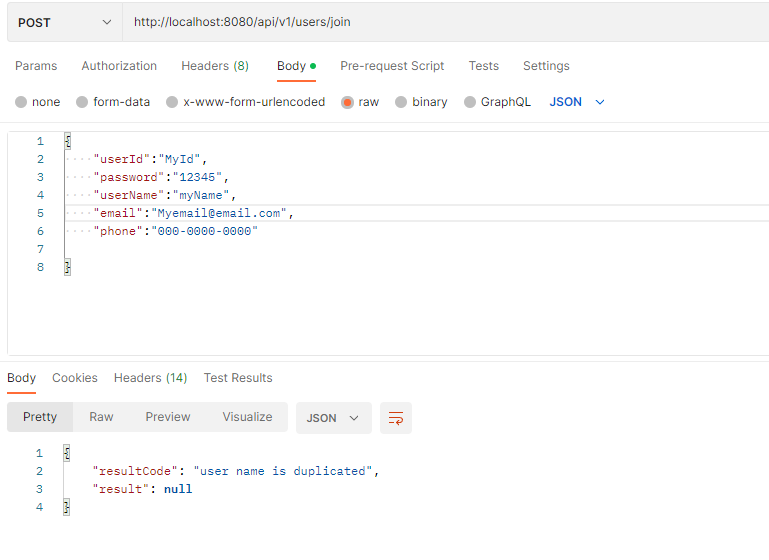 POST http://localhost:8080/api/v1/users/join
Params Authorization Headers (8) Body Pre-request Script Tests Settings
none form-data x-www-form-urlencoded raw binary GraphQL JSON
1 {
2 "userId":"MyId",
3 "password":"12345",
4 "userName":"myName",
5 "email":"Myemail@email.com",
6 "phone":"000-0000-0000"
7
8 }
Body Cookies Headers (14) Test Results
Pretty Raw Preview Visualize JSON
1 {
2 "resultCode": "user name is duplicated",
3 "result": null
4 }